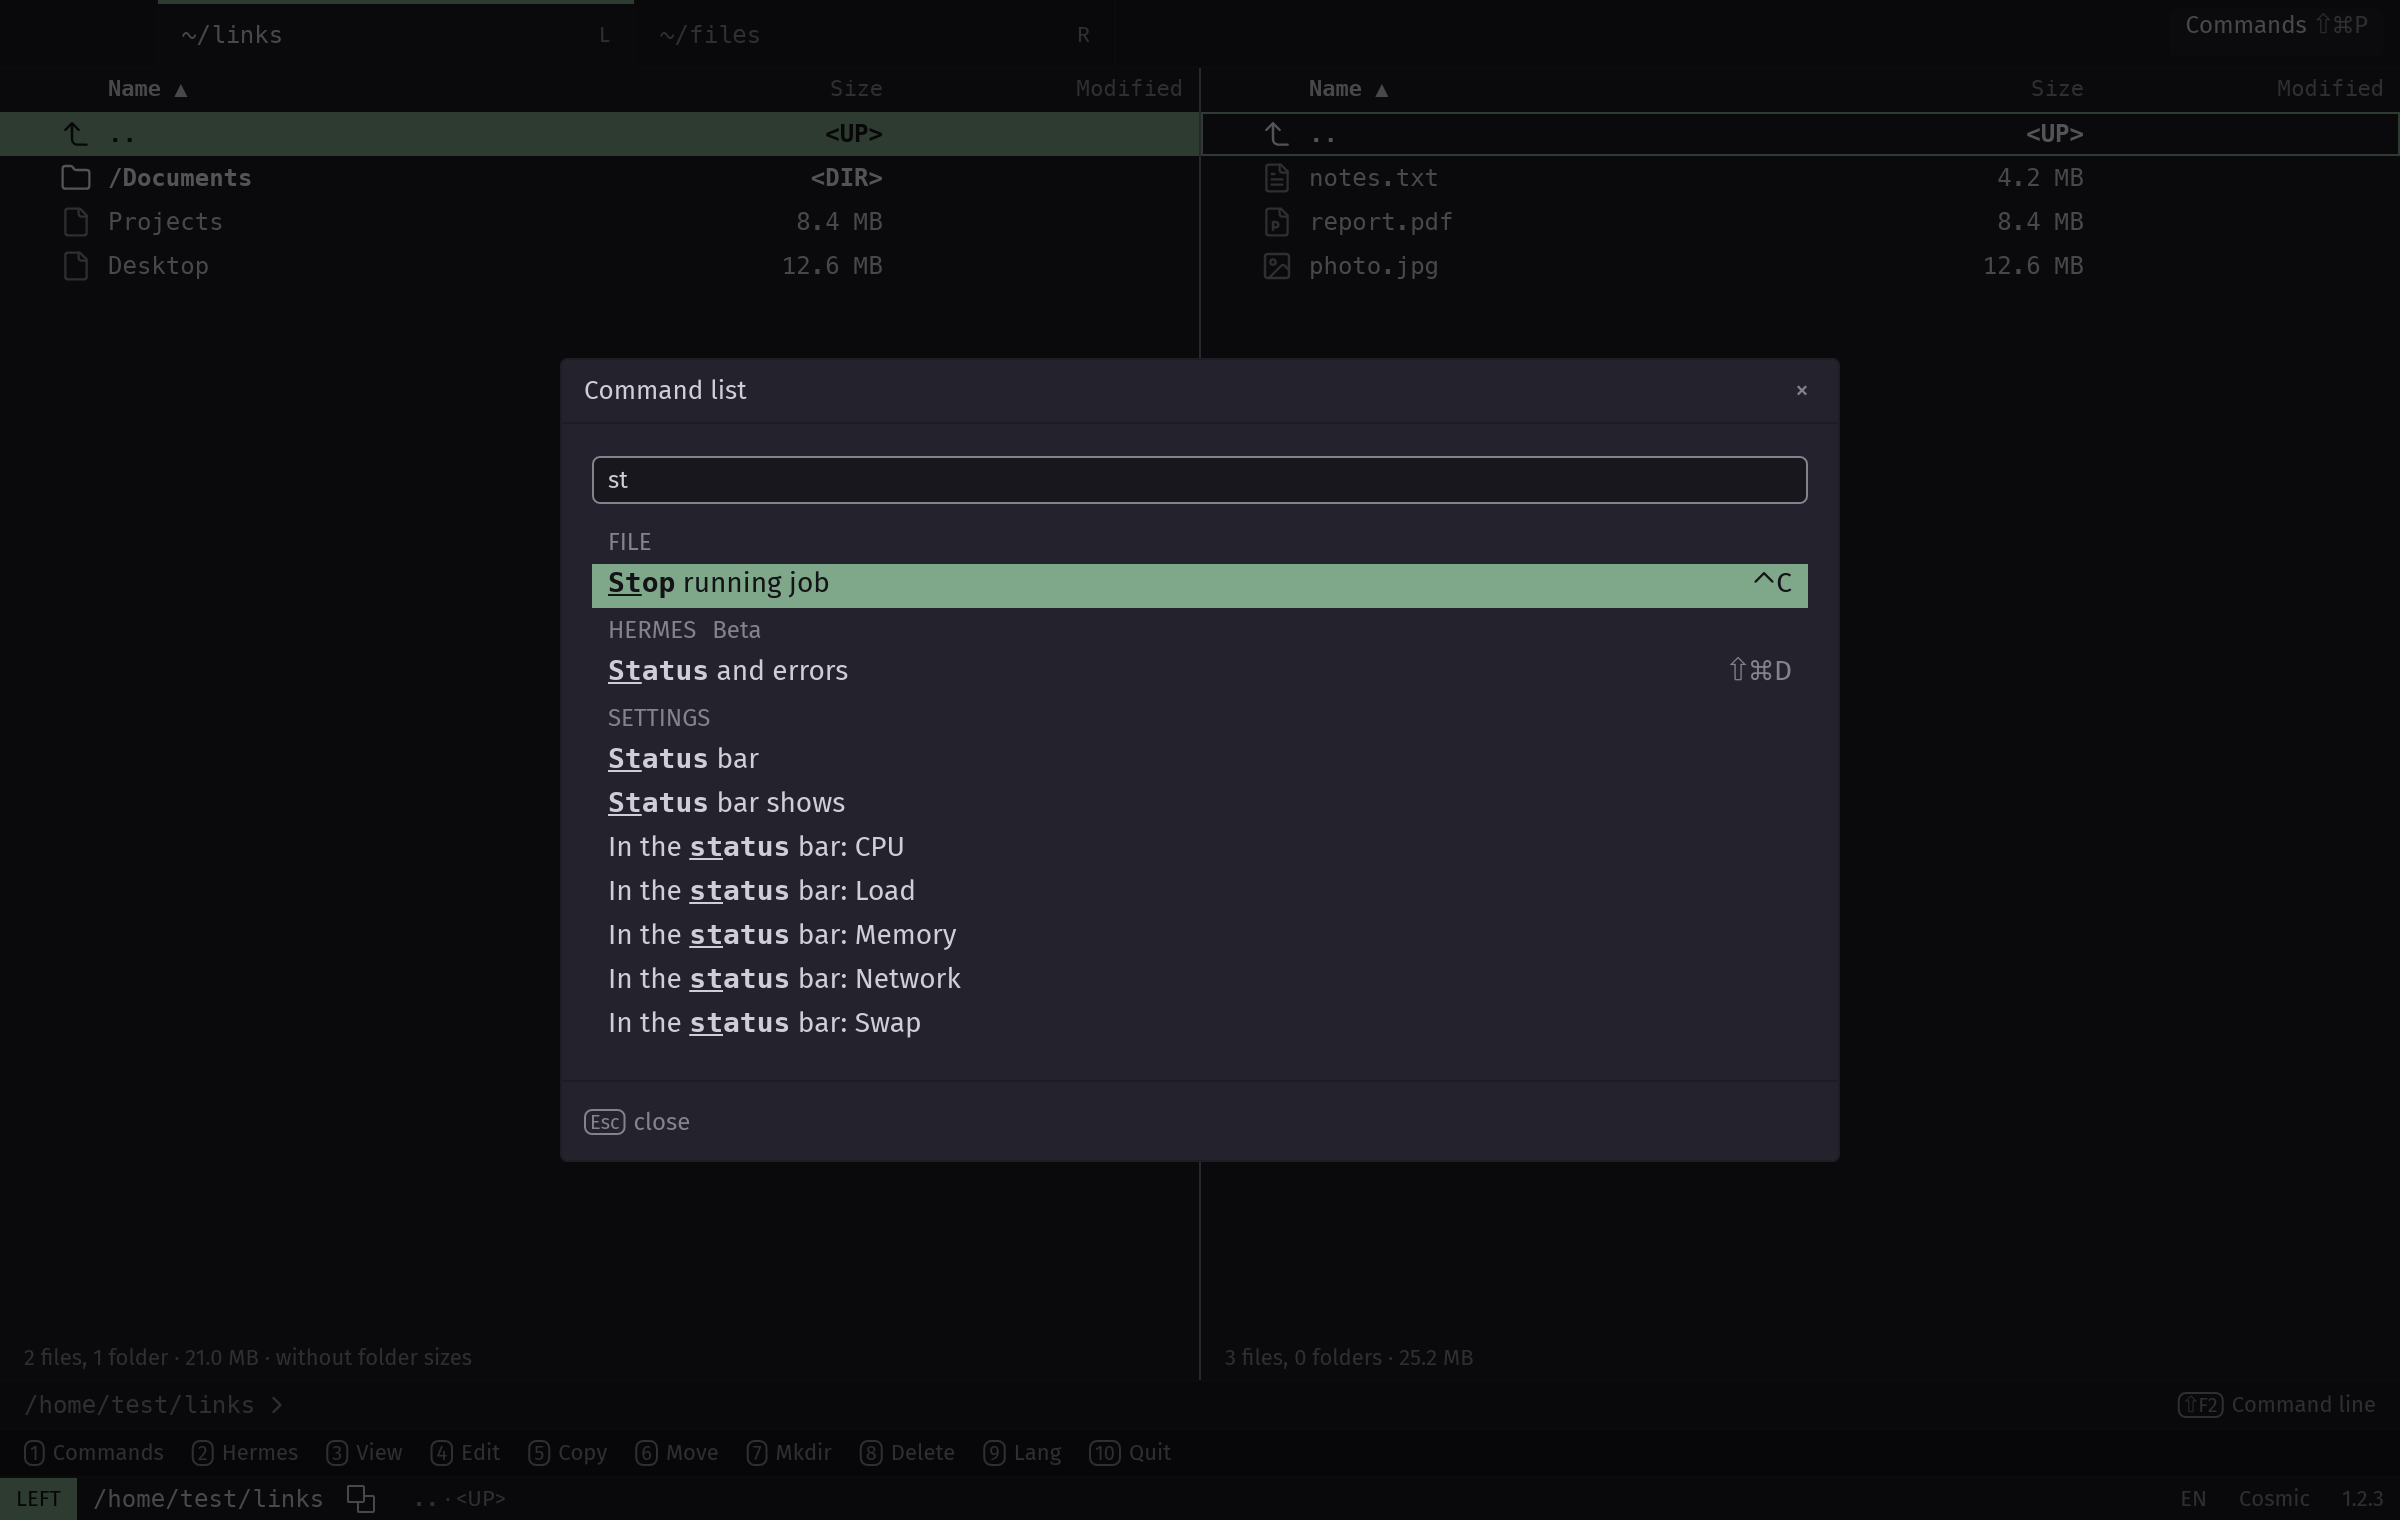 ~/links L ~/files R Commands ⇧⌘P
Name ▲ Size Modified Name ▲ Size Modified
.. <UP> .. <UP>
/Documents <DIR> notes.txt 4.2 MB
Projects 8.4 MB report.pdf 8.4 MB
Desktop 12.6 MB photo.jpg 12.6 MB
Command list ×
st
FILE
Stop running job ^C
HERMES Beta
Status and errors ⇧⌘D
SETTINGS
Status bar
Status bar shows
In the status bar: CPU
In the status bar: Load
In the status bar: Memory
In the status bar: Network
In the status bar: Swap
Esc close
2 files, 1 folder · 21.0 MB · without folder sizes 3 files, 0 folders · 25.2 MB
/home/test/links > ⇧F2 Command line
1 Commands 2 Hermes 3 View 4 Edit 5 Copy 6 Move 7 Mkdir 8 Delete 9 Lang 10 Quit
LEFT /home/test/links .. · <UP> EN Cosmic 1.2.3